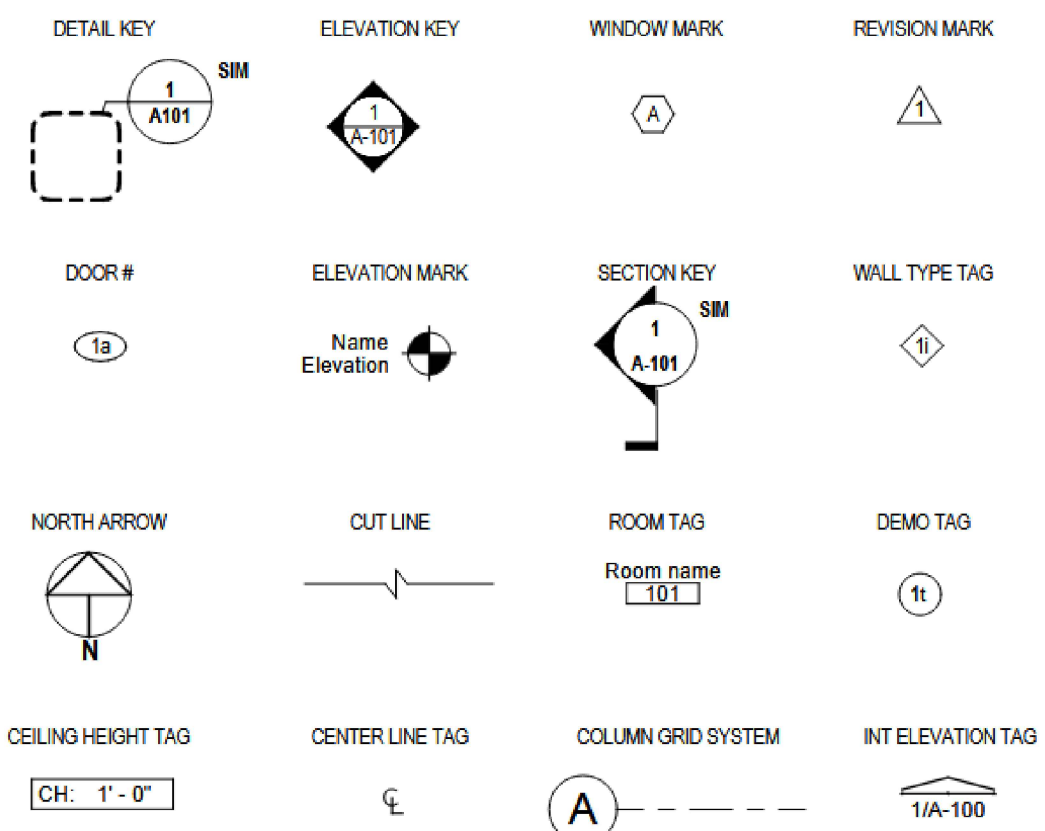 DETAIL KEY
ELEVATION KEY
WINDOW MARK
REVISION MARK
SIM
1
A101
1
A-101
A
1
DOOR #
ELEVATION MARK
SECTION KEY
WALL TYPE TAG
1a
Name
Elevation
SIM
1
A-101
1i
NORTH ARROW
CUT LINE
ROOM TAG
DEMO TAG
N
Room name
101
1t
CEILING HEIGHT TAG
CENTER LINE TAG
COLUMN GRID SYSTEM
INT ELEVATION TAG
CH: 1' - 0"
℄
A
1/A-100